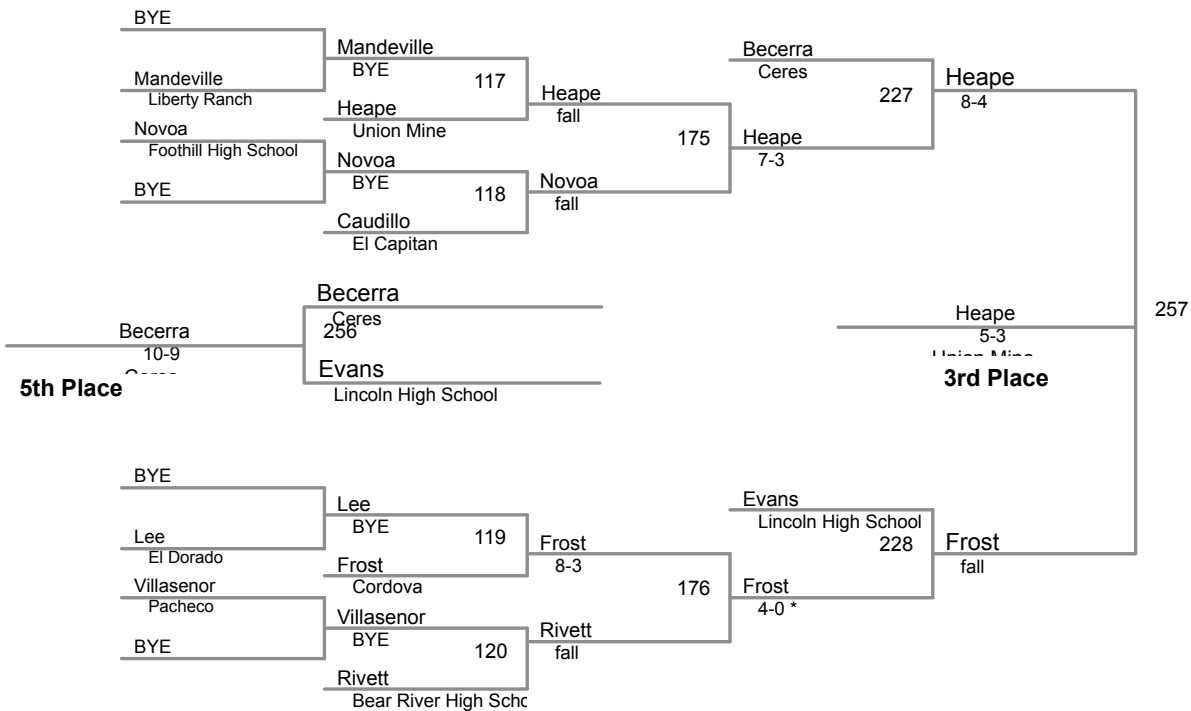 BYE
Mandeville
BYE
117
Mandeville
Liberty Ranch
Heape
Union Mine
Heape
fall
Novoa
Foothill High School
Novoa
BYE
118
BYE
Caudillo
El Capitan
Novoa
fall
175
Becerra
Ceres
227
Heape
7-3
Heape
8-4
Becerra
Ceres
256
Evans
Lincoln High School
Becerra
10-9
5th Place
Heape
5-3
Union Mine
3rd Place
257
BYE
Lee
BYE
119
Lee
El Dorado
Frost
Cordova
Frost
8-3
Villasenor
Pacheco
Villasenor
BYE
120
BYE
Rivett
Bear River High Scho
Rivett
fall
176
Evans
Lincoln High School
228
Frost
4-0 *
Frost
fall